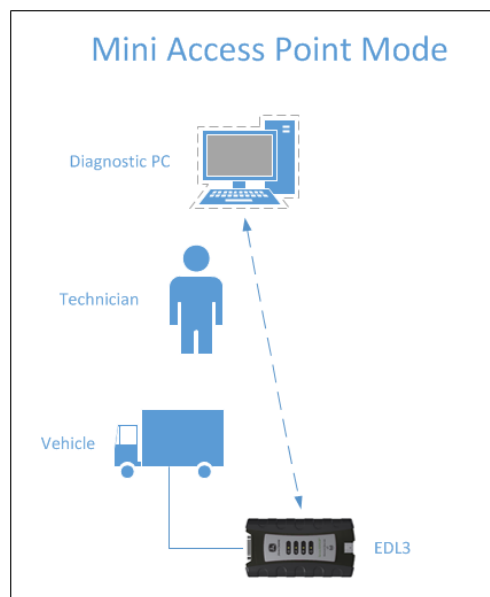 Mini Access Point Mode
Diagnostic PC
Technician
Vehicle
EDL3